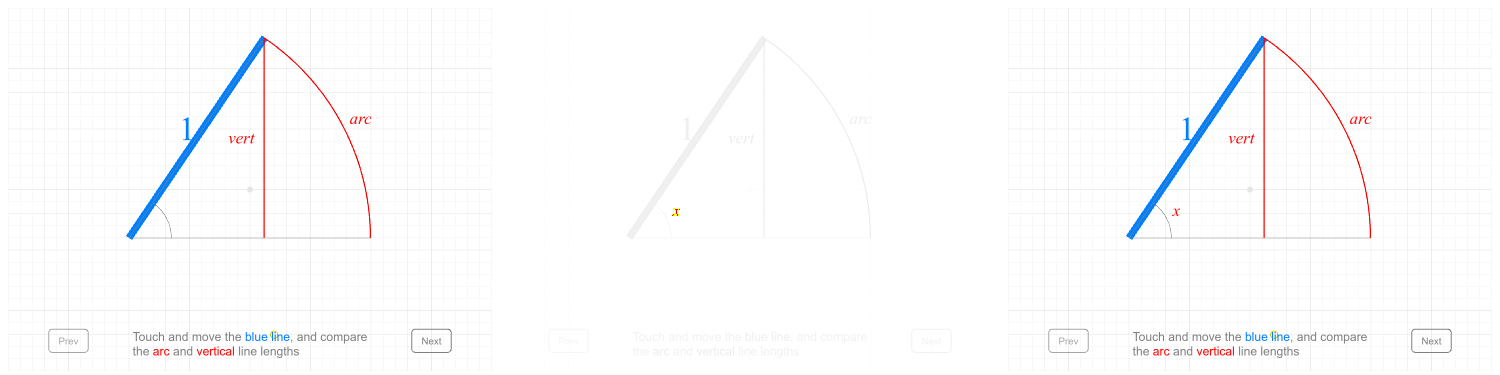 1
vert
arc
Prev
Touch and move the blue line, and compare
the arc and vertical line lengths
Next
1
vert
arc
x
Prev
Touch and move the blue line, and compare
the arc and vertical line lengths
Next
1
vert
arc
x
Prev
Touch and move the blue line, and compare
the arc and vertical line lengths
Next